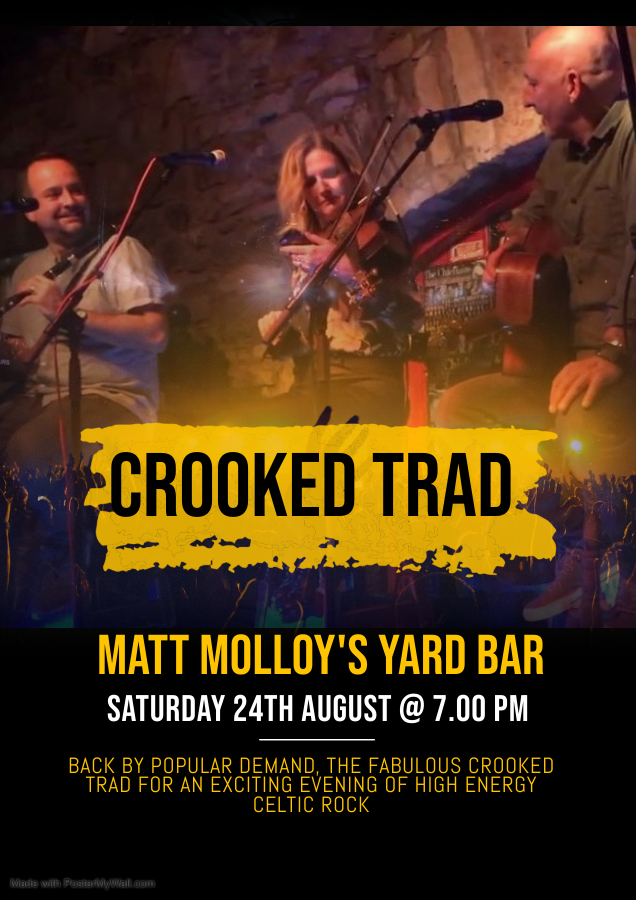 CROOKED TRAD
MATT MOLLOY'S YARD BAR
SATURDAY 24TH AUGUST @ 7.00 PM
BACK BY POPULAR DEMAND, THE FABULOUS CROOKED
TRAD FOR AN EXCITING EVENING OF HIGH ENERGY
CELTIC ROCK
Made with PosterMyWall.com